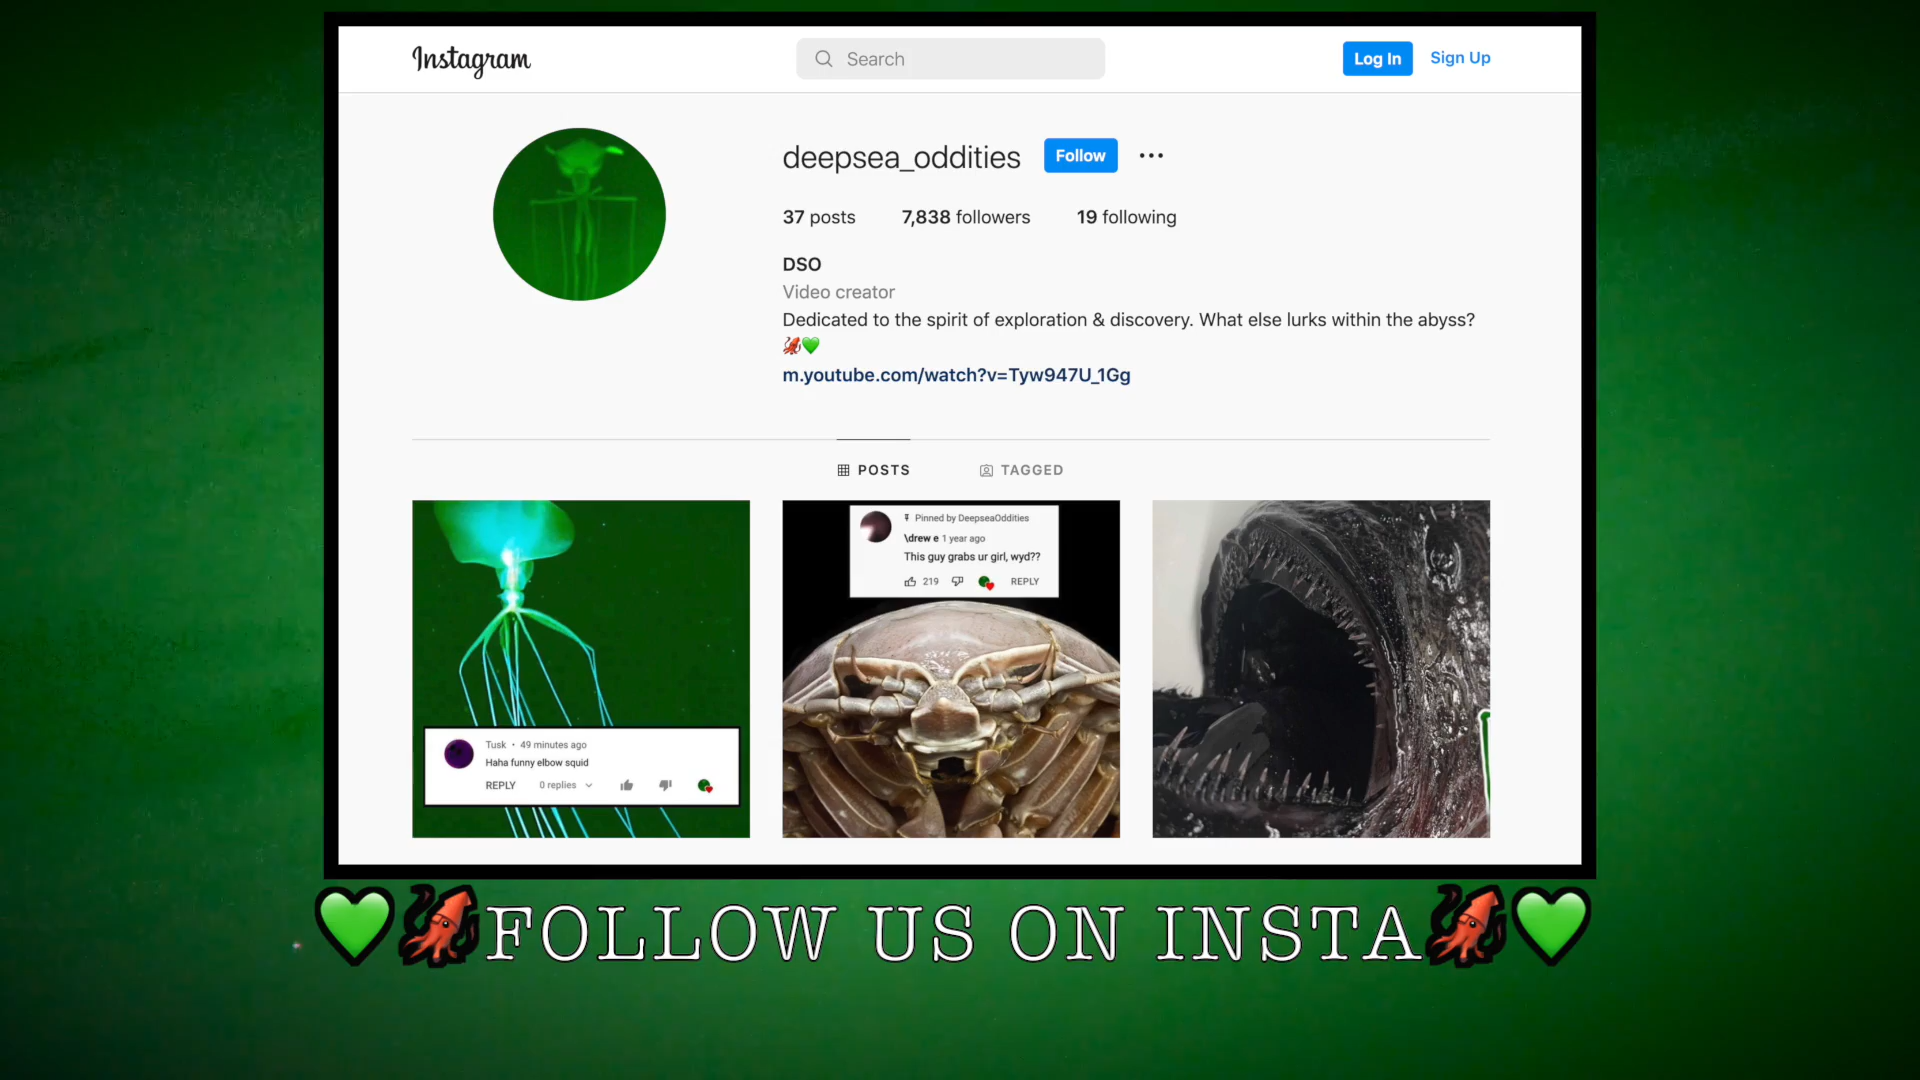 Instagram
Search
Log In
Sign Up
deepsea_oddities
Follow
37 posts
7,838 followers
19 following
DSO
Video creator
Dedicated to the spirit of exploration & discovery. What else lurks within the abyss?
🦑💚
m.youtube.com/watch?v=Tyw947U_1Gg
POSTS
TAGGED
Pinned by DeepseaOddities
\drew e 1 year ago
This guy grabs ur girl, wyd??
219
REPLY
Tusk • 49 minutes ago
Haha funny elbow squid
REPLY 0 replies
💚🦑FOLLOW US ON INSTA🦑💚